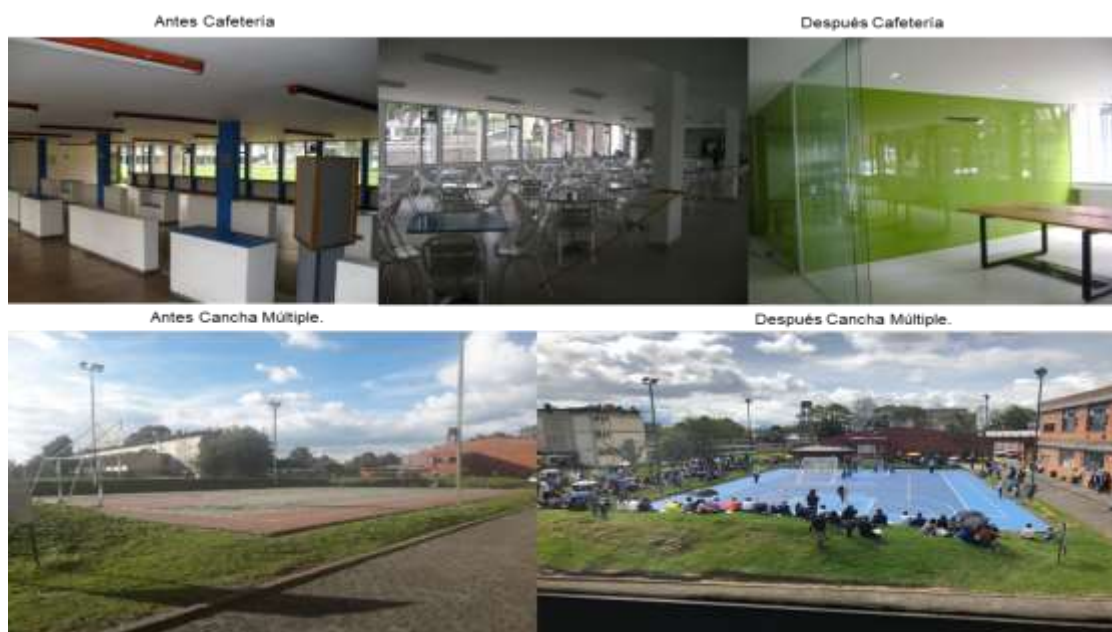 Antes Cafetería
Después Cafetería
Antes Cancha Múltiple.
Después Cancha Múltiple.